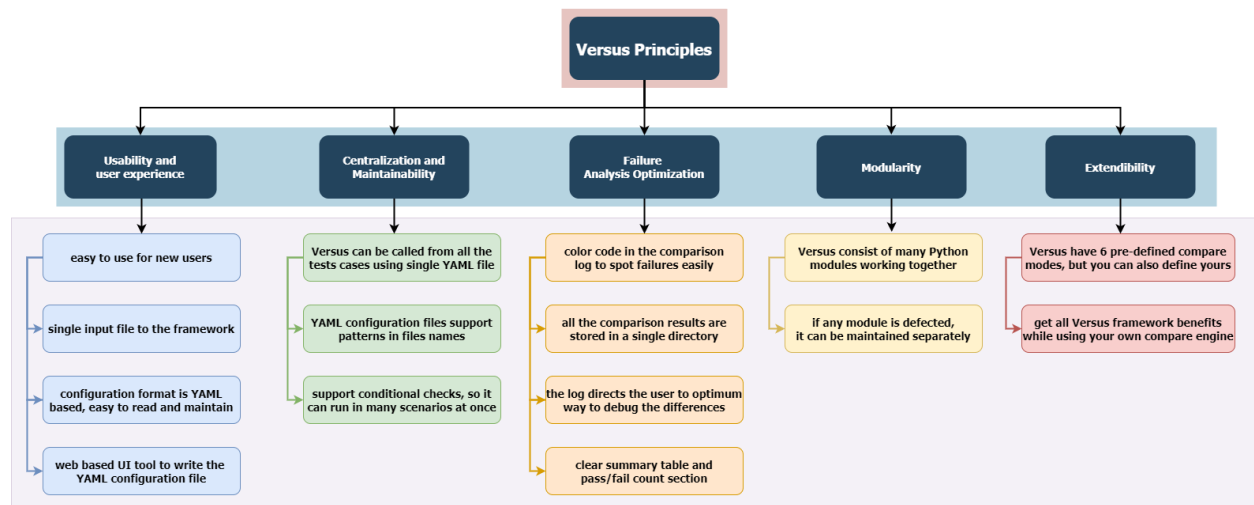 Versus Principles
Usability and
user experience
Centralization and
Maintainability
Failure
Analysis Optimization
Modularity
Extendibility
easy to use for new users
single input file to the framework
configuration format is YAML
based, easy to read and maintain
web based UI tool to write the
YAML configuration file
Versus can be called from all the
tests cases using single YAML file
YAML configuration files support
patterns in files names
support conditional checks, so it
can run in many scenarios at once
color code in the comparison
log to spot failures easily
all the comparison results are
stored in a single directory
the log directs the user to optimum
way to debug the differences
clear summary table and
pass/fail count section
Versus consist of many Python
modules working together
if any module is defected,
it can be maintained separately
Versus have 6 pre-defined compare
modes, but you can also define yours
get all Versus framework benefits
while using your own compare engine